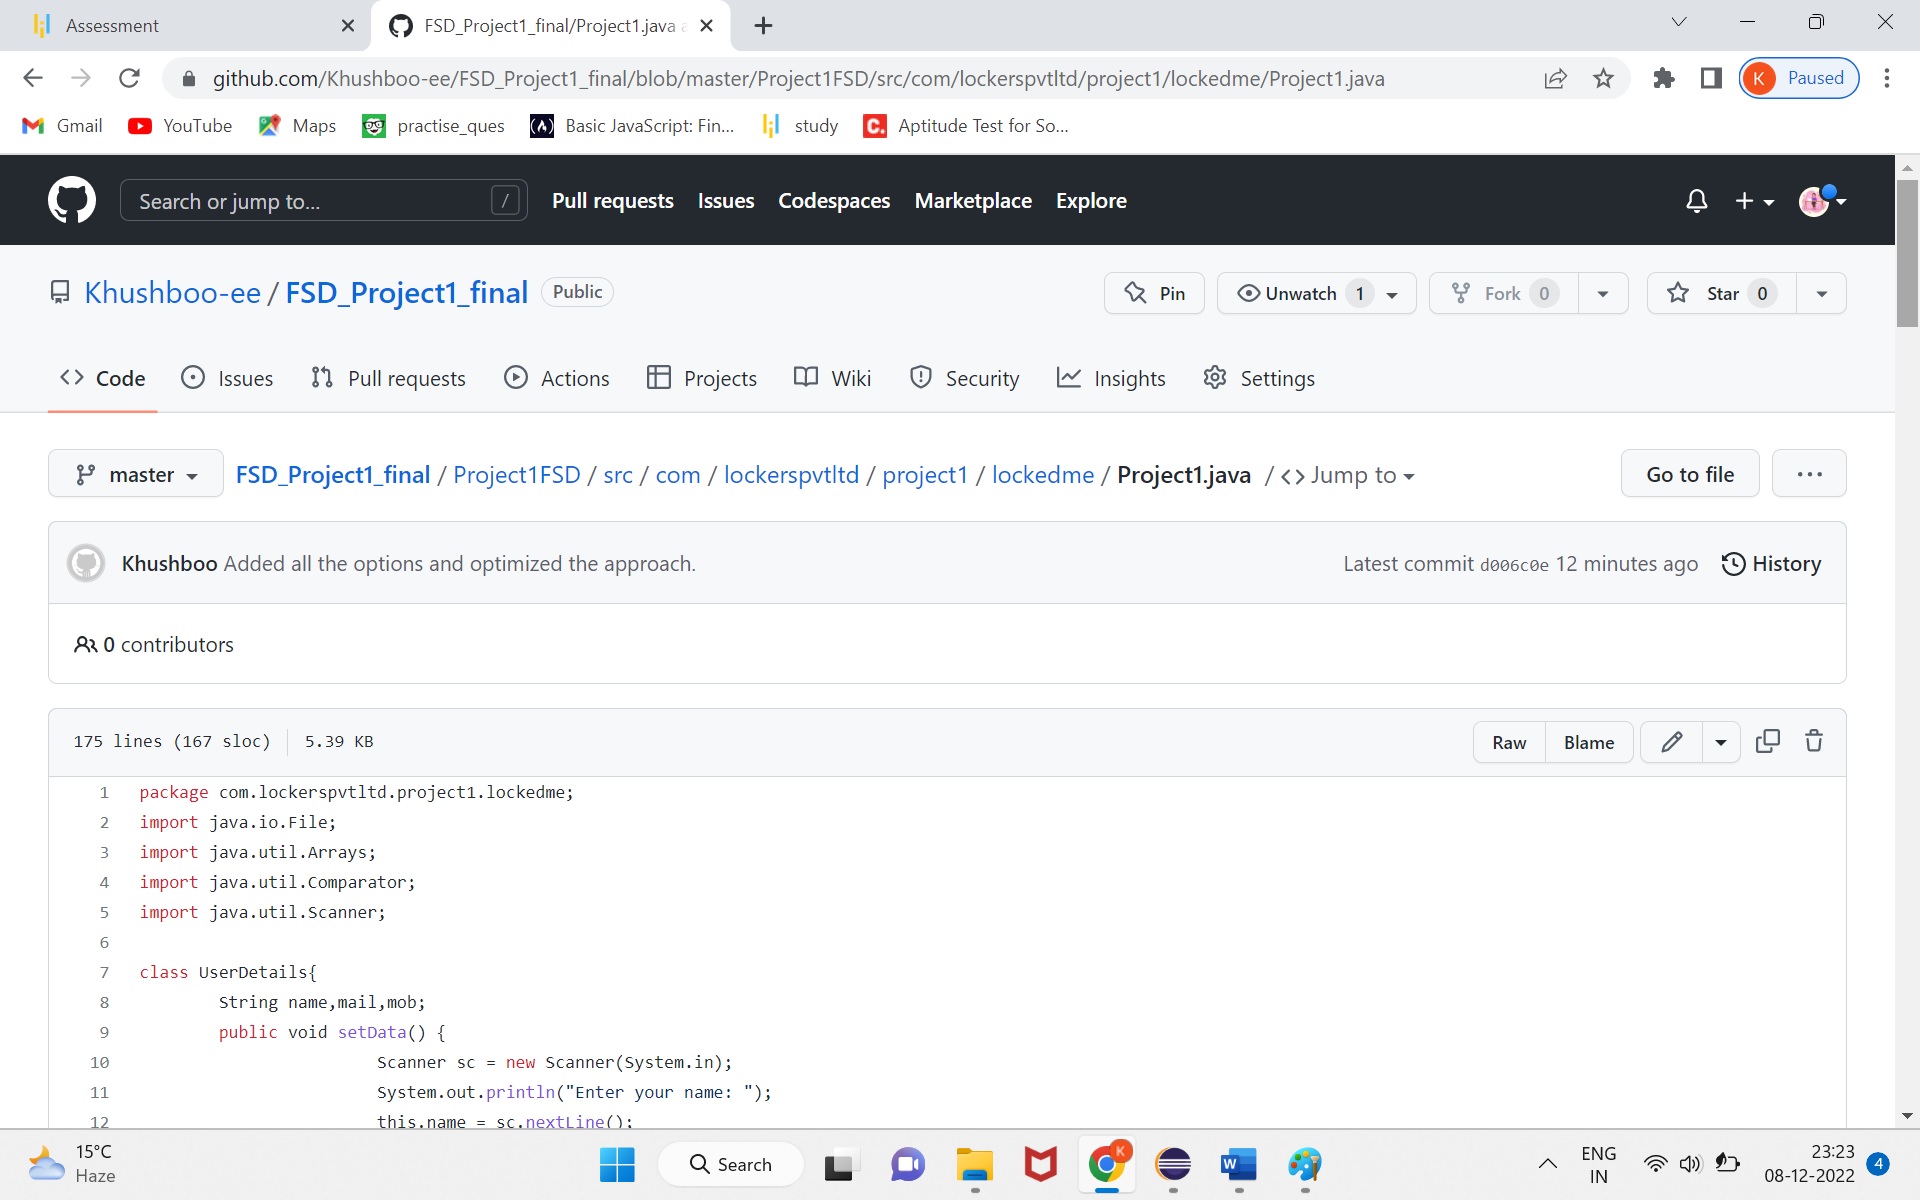 Assessment
FSD_Project1_final/Project1.java a
github.com/Khushboo-ee/FSD_Project1_final/blob/master/Project1FSD/src/com/lockerspvtltd/project1/lockedme/Project1.java
K Paused
Gmail YouTube Maps practise_ques Basic JavaScript: Fin... study Aptitude Test for So...
Search or jump to... / Pull requests Issues Codespaces Marketplace Explore
Khushboo-ee / FSD_Project1_final Public Pin Unwatch 1 Fork 0 Star 0
Code Issues Pull requests Actions Projects Wiki Security Insights Settings
master FSD_Project1_final / Project1FSD / src / com / lockerspvtltd / project1 / lockedme / Project1.java / <> Jump to Go to file ...
Khushboo Added all the options and optimized the approach. Latest commit d006c0e 12 minutes ago History
0 contributors
175 lines (167 sloc) 5.39 KB Raw Blame
1 package com.lockerspvtltd.project1.lockedme;
2 import java.io.File;
3 import java.util.Arrays;
4 import java.util.Comparator;
5 import java.util.Scanner;
6
7 class UserDetails{
8 String name,mail,mob;
9 public void setData() {
10 Scanner sc = new Scanner(System.in);
11 System.out.println("Enter your name: ");
12 this.name = sc.nextLine();
15°C
Haze
Search
K
W
ENG
IN
23:23
08-12-2022
4